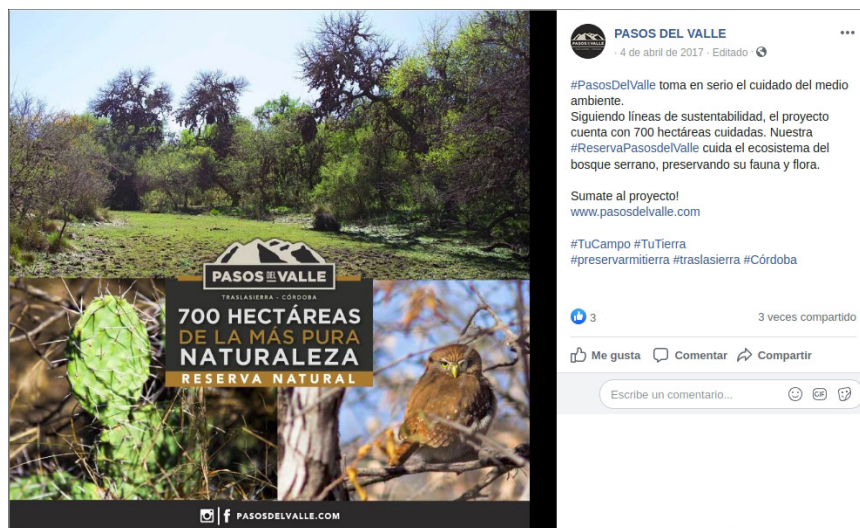 PASOS DEL VALLE
TRASLASIERRA - CÓRDOBA
700 HECTÁREAS
DE LA MÁS PURA
NATURALEZA
RESERVA NATURAL
PASOSDELVALLE.COM
PASOS DEL VALLE
PASOS DEL VALLE
· 4 de abril de 2017 · Editado ·
#PasosDelValle toma en serio el cuidado del medio
ambiente.
Siguiendo líneas de sustentabilidad, el proyecto
cuenta con 700 hectáreas cuidadas. Nuestra
#ReservaPasosdelValle cuida el ecosistema del
bosque serrano, preservando su fauna y flora.
Sumate al proyecto!
www.pasosdelvalle.com
#TuCampo #TuTierra
#preservarmitierra #traslasierra #Córdoba
3
3 veces compartido
Me gusta Comentar Compartir
Escribe un comentario...
GIF